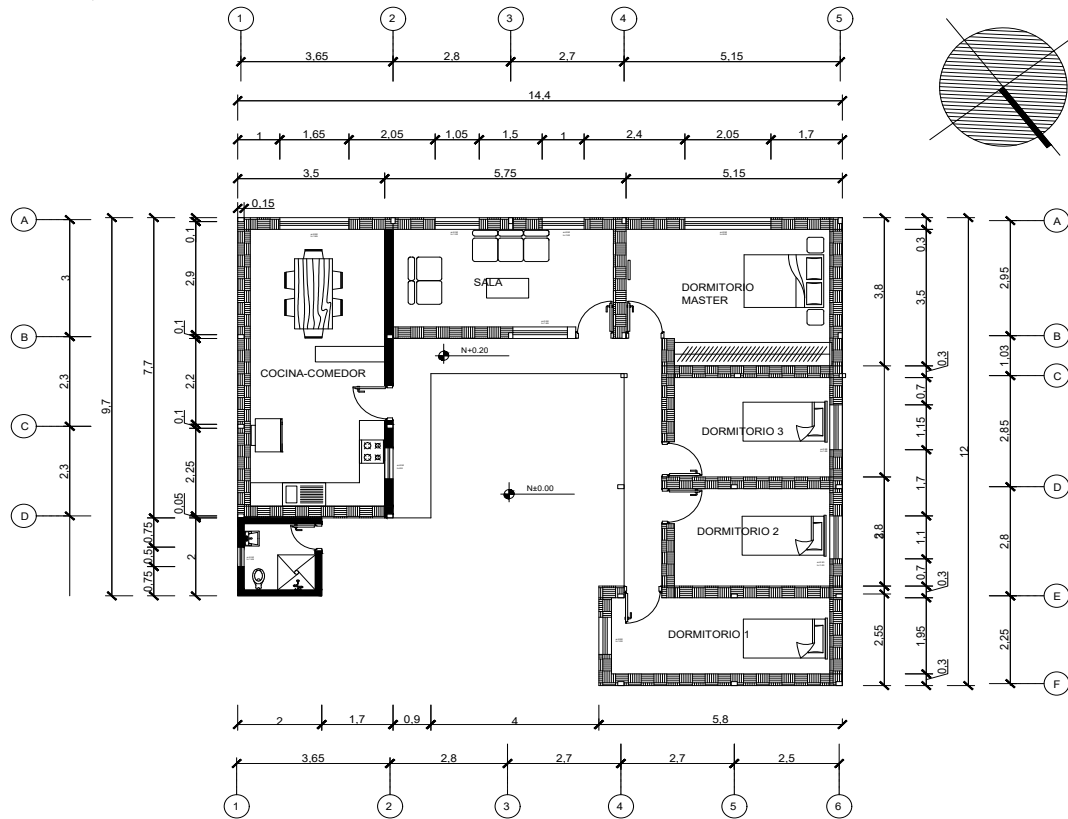 1 2 3 4 5
3,65 2,8 2,7 5,15
14,4
1 1,65 2,05 1,05 1,5 1 2,4 2,05 1,7
3,5 5,75 5,15
0,15
A
B
C
D
3
2,3
2,3
9,7
7,7
0,75
0,5
0,75
0,1
2,9
0,1
2,2
0,1
2,25
0,05
2
SALA
DORMITORIO
MASTER
N+0.20
COCINA-COMEDOR
DORMITORIO 3
N±0.00
DORMITORIO 2
DORMITORIO 1
3,8
2,8
2,55
0,3
3,5
0,3
0,7
1,15
1,7
1,1
0,7
0,3
1,95
0,3
12
2,95
1,03
2,85
2,8
2,25
A
B
C
D
E
F
2 1,7 0,9 4 5,8
3,65 2,8 2,7 2,7 2,5
1 2 3 4 5 6